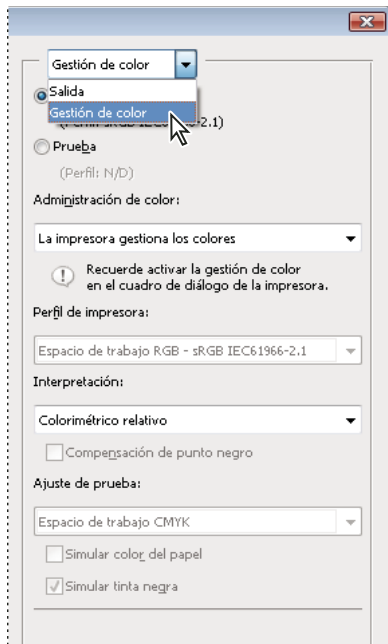 Gestión de color
Salida
Gestión de color
2.1)
Prueba
(Perfil: N/D)
Administración de color:
La impresora gestiona los colores
Recuerde activar la gestión de color
en el cuadro de diálogo de la impresora.
Perfil de impresora:
Espacio de trabajo RGB - sRGB IEC61966-2.1
Interpretación:
Colorimétrico relativo
Compensación de punto negro
Ajuste de prueba:
Espacio de trabajo CMYK
Simular color del papel
Simular tinta negra